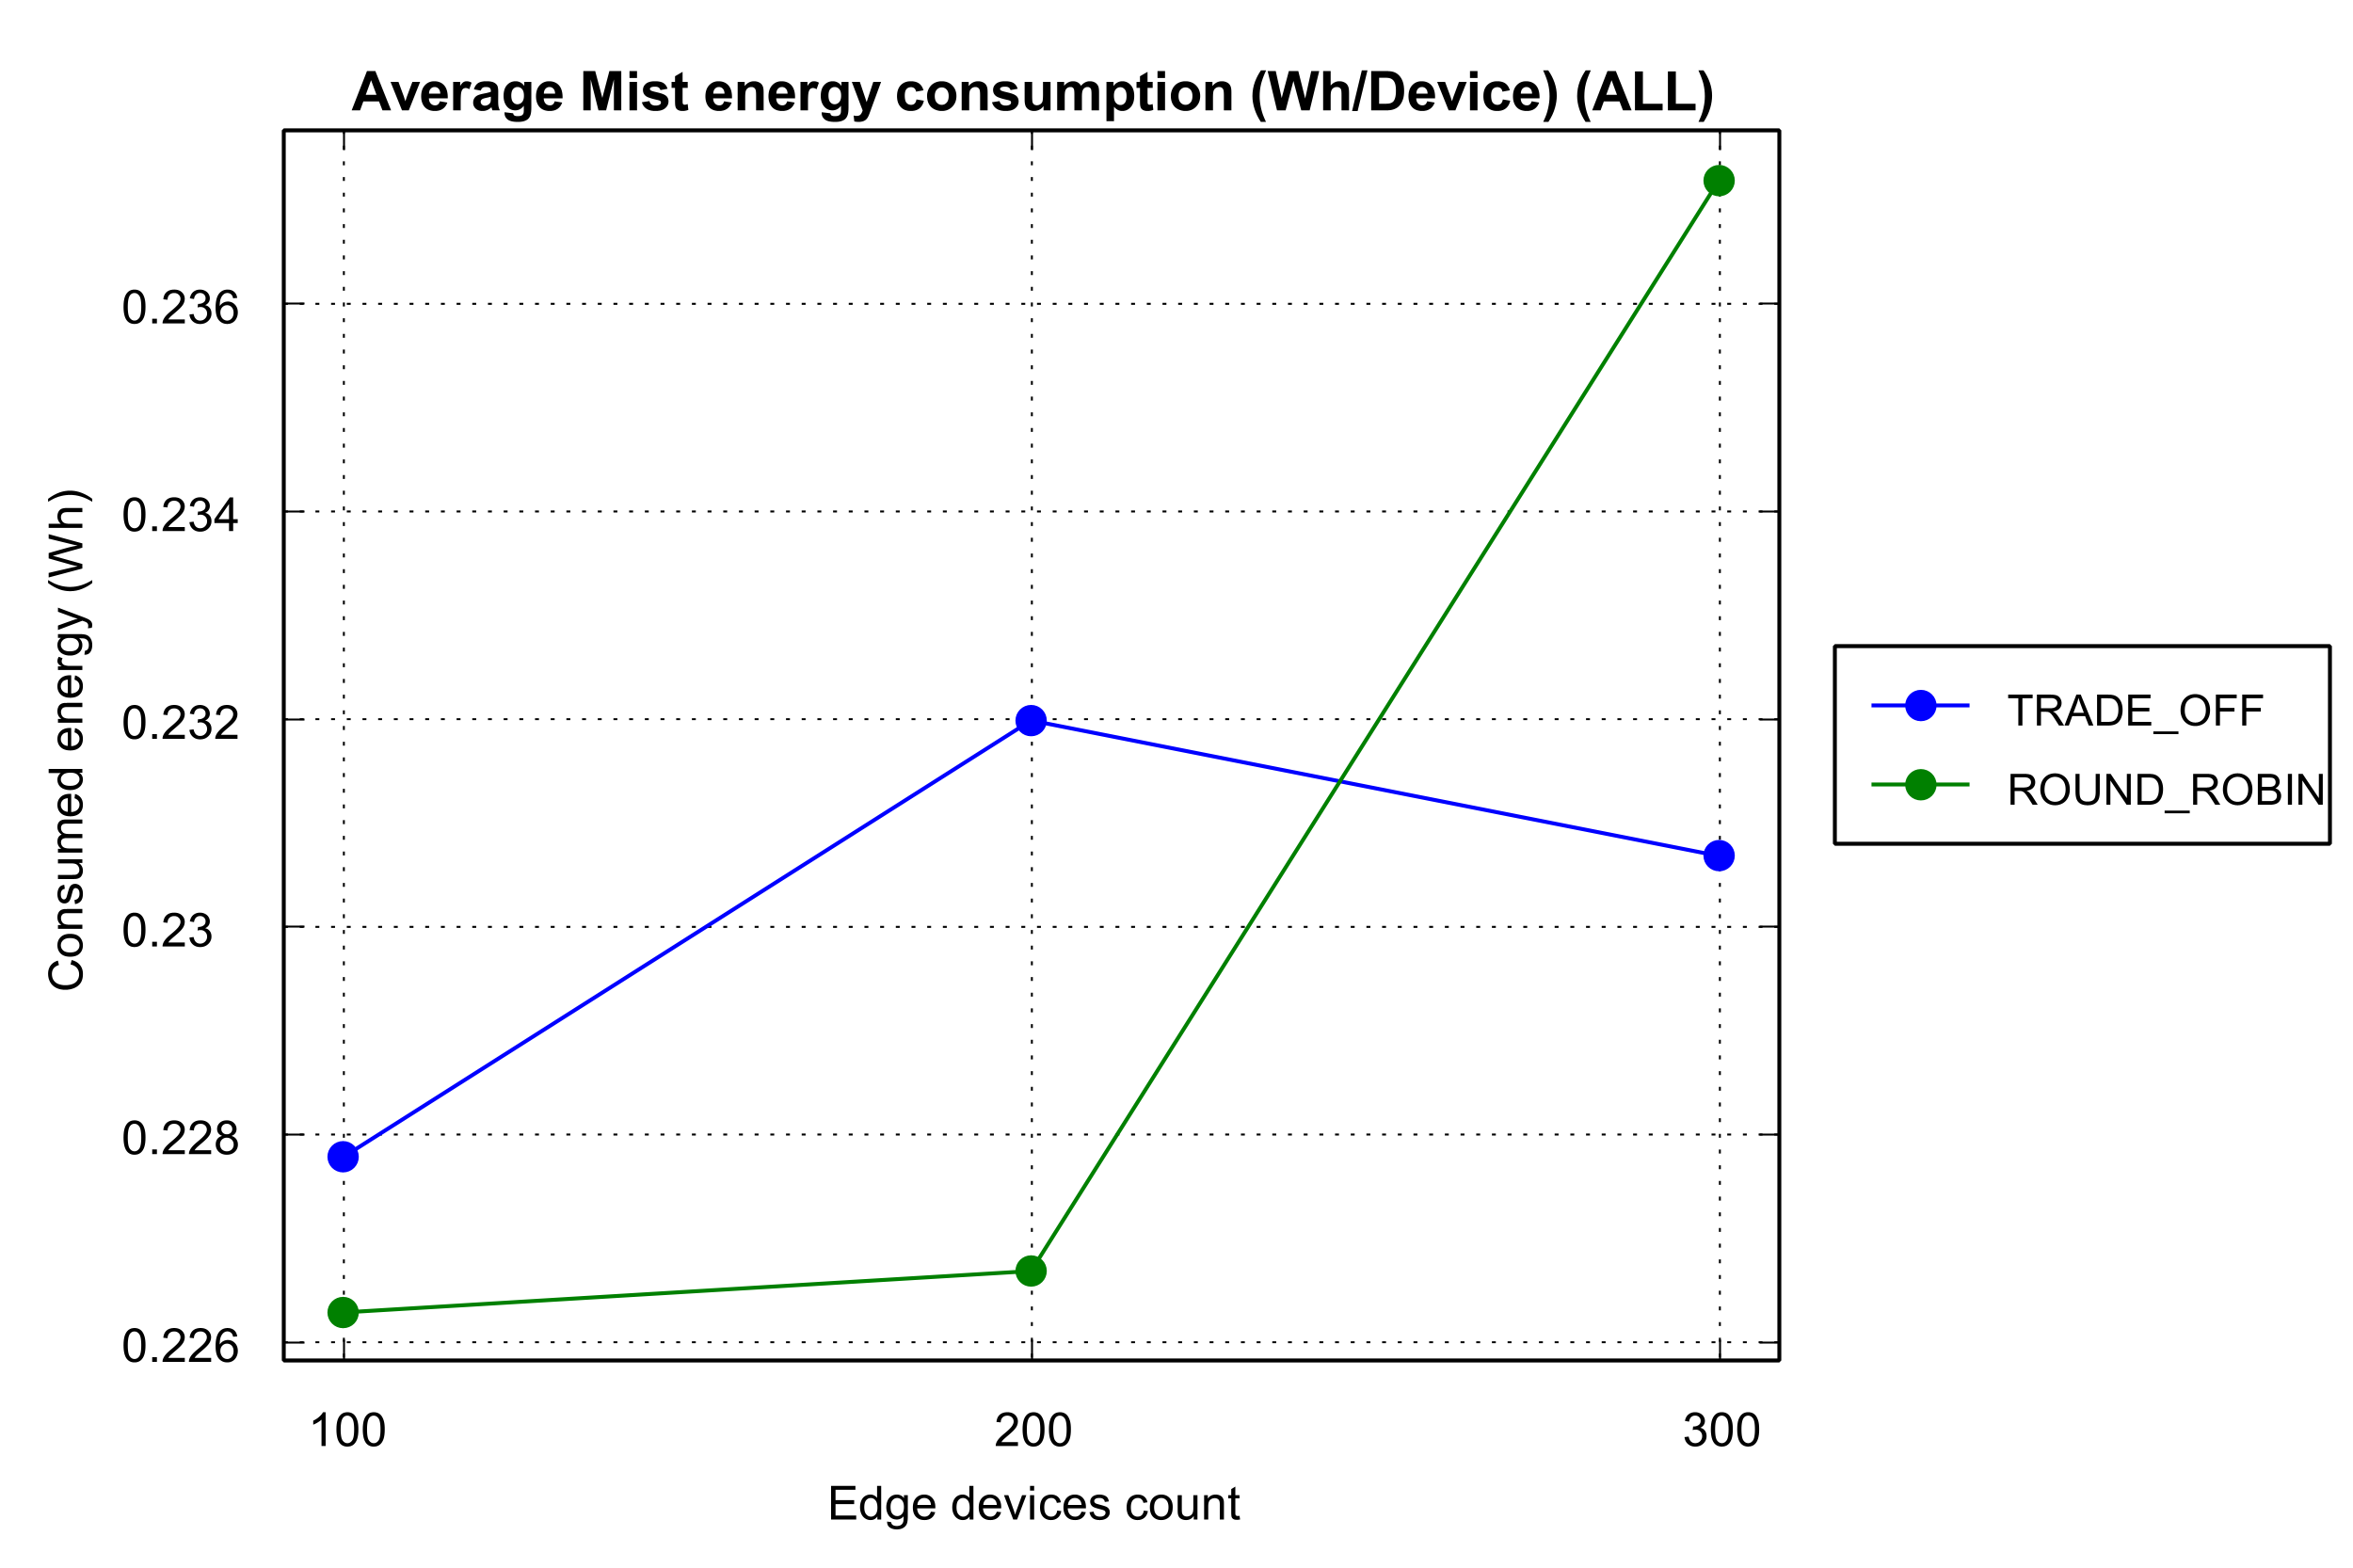 Average Mist energy consumption (Wh/Device) (ALL)
Consumed energy (Wh)
0.236
0.234
0.232
0.23
0.228
0.226
100 200 300
Edge devices count
TRADE_OFF
ROUND_ROBIN